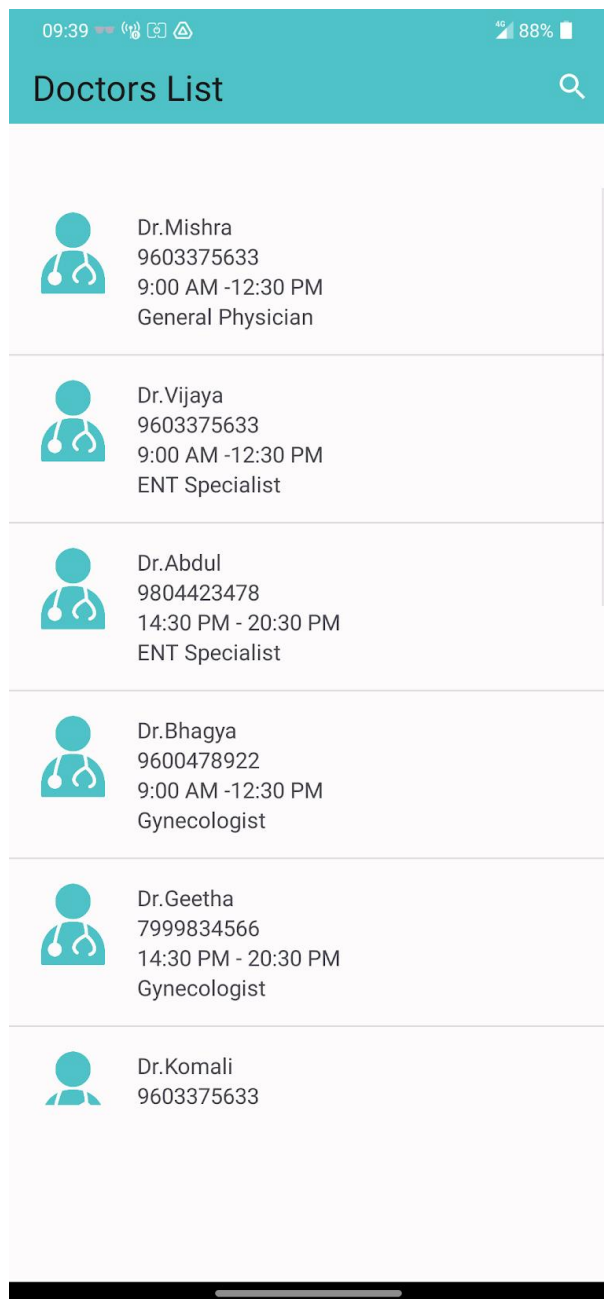 09:39
4G
88%
Doctors List
Dr.Mishra
9603375633
9:00 AM -12:30 PM
General Physician
Dr.Vijaya
9603375633
9:00 AM -12:30 PM
ENT Specialist
Dr.Abdul
9804423478
14:30 PM - 20:30 PM
ENT Specialist
Dr.Bhagya
9600478922
9:00 AM -12:30 PM
Gynecologist
Dr.Geetha
7999834566
14:30 PM - 20:30 PM
Gynecologist
Dr.Komali
9603375633